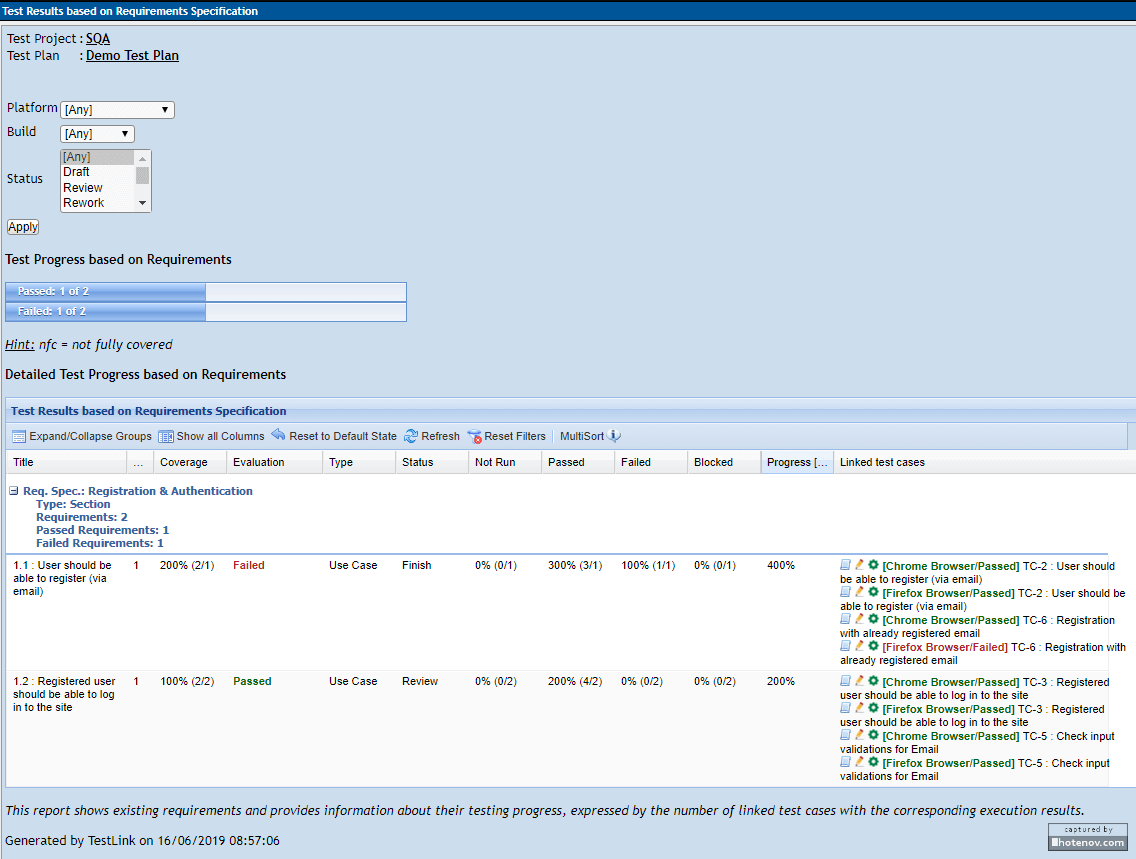 Test Results based on Requirements Specification
Test Project : SQA
Test Plan : Demo Test Plan
Platform [Any]
Build [Any]
Status [Any]
Draft
Review
Rework
Apply
Test Progress based on Requirements
Passed: 1 of 2
Failed: 1 of 2
Hint: nfc = not fully covered
Detailed Test Progress based on Requirements
Test Results based on Requirements Specification
Expand/Collapse Groups Show all Columns Reset to Default State Refresh Reset Filters MultiSort
Title ... Coverage Evaluation Type Status Not Run Passed Failed Blocked Progress [... Linked test cases
Req. Spec.: Registration & Authentication
Type: Section
Requirements: 2
Passed Requirements: 1
Failed Requirements: 1
1.1 : User should be able to register (via email) 1 200% (2/1) Failed Use Case Finish 0% (0/1) 300% (3/1) 100% (1/1) 0% (0/1) 400%
[Chrome Browser/Passed] TC-2 : User should
be able to register (via email)
[Firefox Browser/Passed] TC-2 : User should be
able to register (via email)
[Chrome Browser/Passed] TC-6 : Registration
with already registered email
[Firefox Browser/Failed] TC-6 : Registration with
already registered email
1.2 : Registered user should be able to log in to the site 1 100% (2/2) Passed Use Case Review 0% (0/2) 200% (4/2) 0% (0/2) 0% (0/2) 200%
[Chrome Browser/Passed] TC-3 : Registered
user should be able to log in to the site
[Firefox Browser/Passed] TC-3 : Registered
user should be able to log in to the site
[Chrome Browser/Passed] TC-5 : Check input
validations for Email
[Firefox Browser/Passed] TC-5 : Check input
validations for Email
This report shows existing requirements and provides information about their testing progress, expressed by the number of linked test cases with the corresponding execution results.
Generated by TestLink on 16/06/2019 08:57:06
captured by
hotenov.com